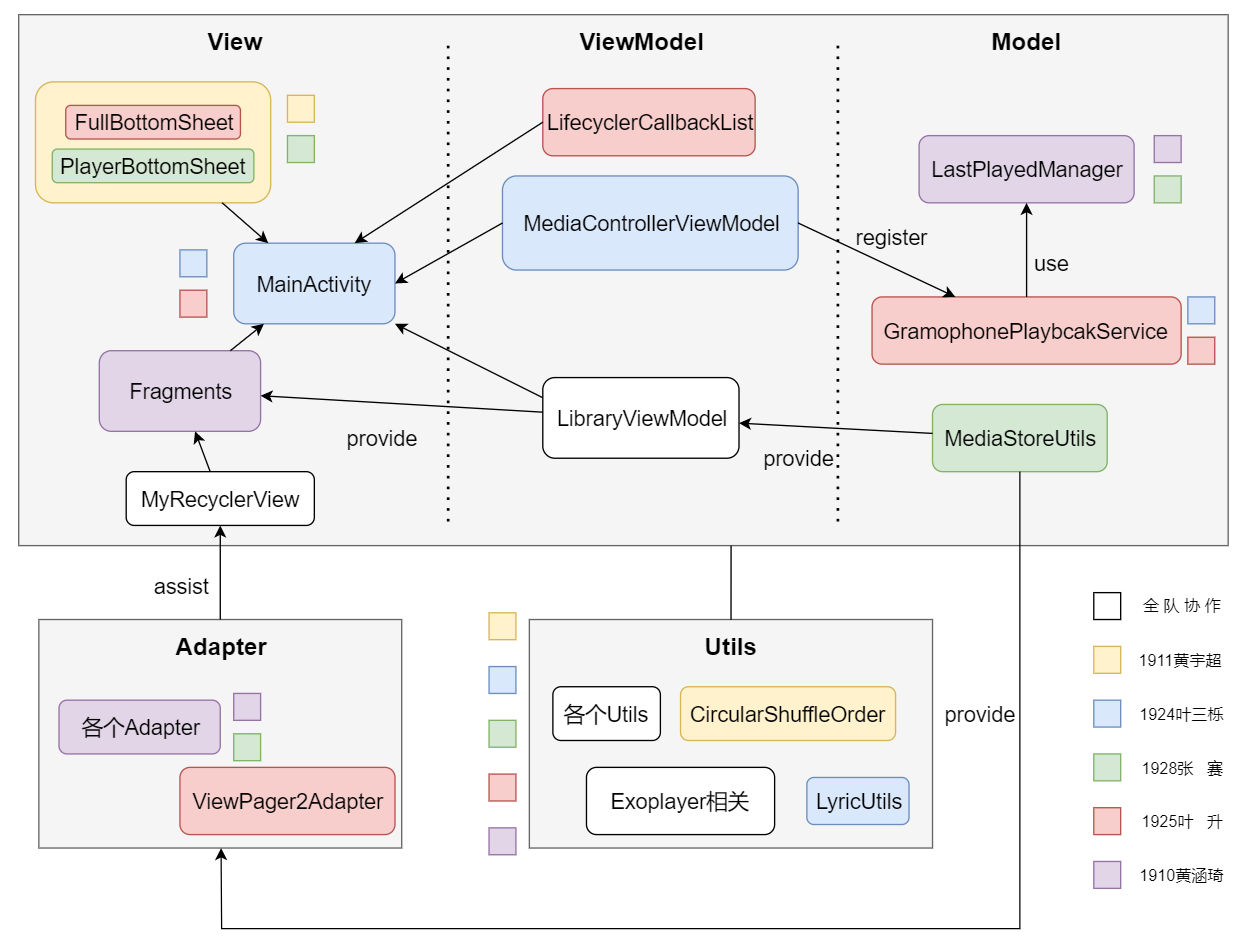 View
ViewModel
Model
FullBottomSheet
PlayerBottomSheet
LifecyclerCallbackList
LastPlayedManager
MediaControllerViewModel
register
use
MainActivity
GramophonePlaybcakService
Fragments
LibraryViewModel
provide
provide
MediaStoreUtils
MyRecyclerView
assist
Adapter
各个Adapter
ViewPager2Adapter
Utils
各个Utils
CircularShuffleOrder
Exoplayer相关
LyricUtils
provide
全 队 协 作
1911黄宇超
1924叶三栎
1928张 赛
1925叶 升
1910黄涵琦